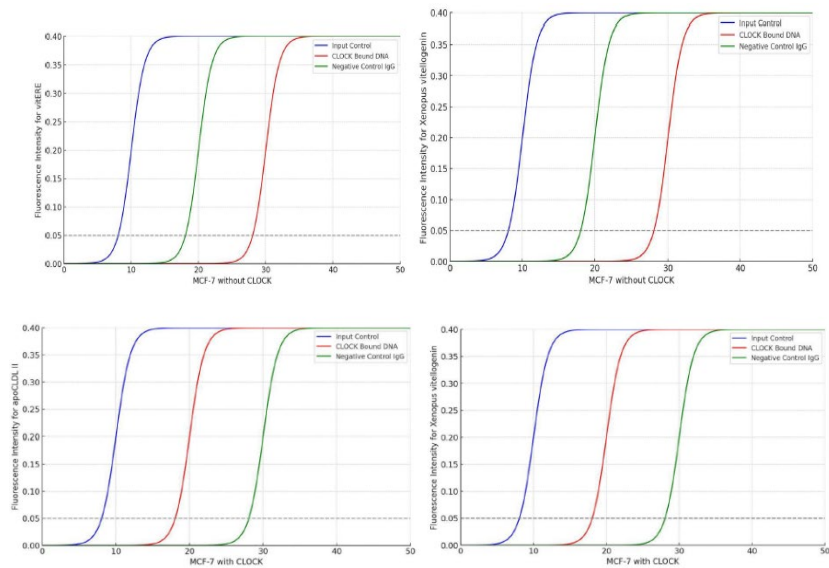 Fluorescence Intensity for vitERE
0.40
0.35
0.30
0.25
0.20
0.15
0.10
0.05
0.00
Input Control
CLOCK Bound DNA
Negative Control IgG
0 10 20 30 40 50
MCF-7 without CLOCK
Fluorescence Intensity for Xenopus vitellogenin
0.40
0.35
0.30
0.25
0.20
0.15
0.10
0.05
0.00
Input Control
CLOCK Bound DNA
Negative Control IgG
0 10 20 30 40 50
MCF-7 without CLOCK
Fluorescence Intensity for apoCLDL II
0.40
0.35
0.30
0.25
0.20
0.15
0.10
0.05
0.00
Input Control
CLOCK Bound DNA
Negative Control IgG
0 10 20 30 40 50
MCF-7 with CLOCK
Fluorescence Intensity for Xenopus vitellogenin
0.40
0.35
0.30
0.25
0.20
0.15
0.10
0.05
0.00
Input Control
CLOCK Bound DNA
Negative Control IgG
0 10 20 30 40 50
MCF-7 with CLOCK